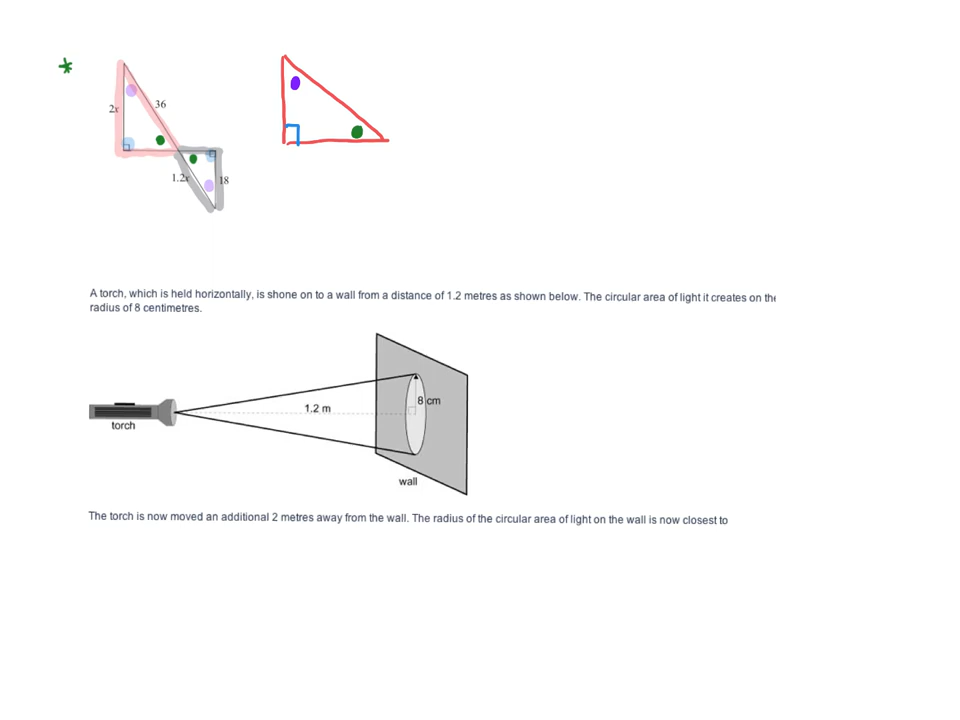 2x
36
1.2x
18
A torch, which is held horizontally, is shone on to a wall from a distance of 1.2 metres as shown below. The circular area of light it creates on the
radius of 8 centimetres.
8 cm
1.2 m
torch
wall
The torch is now moved an additional 2 metres away from the wall. The radius of the circular area of light on the wall is now closest to